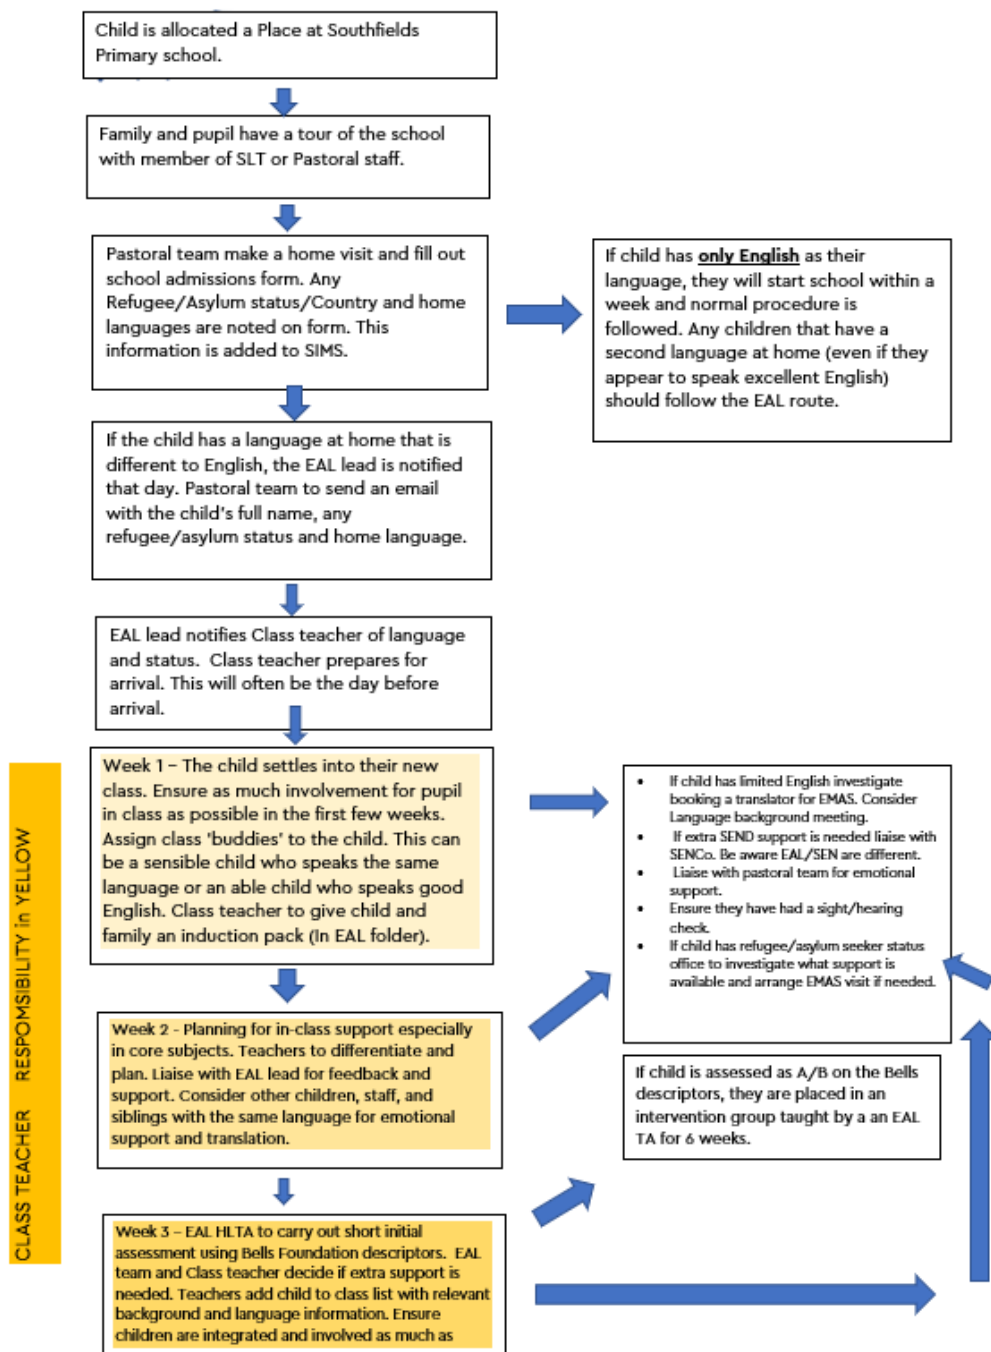 Child is allocated a Place at Southfields
Primary school.
Family and pupil have a tour of the school
with member of SLT or Pastoral staff.
Pastoral team make a home visit and fill out
school admissions form. Any
Refugee/Asylum status/Country and home
languages are noted on form. This
information is added to SIMS.
If child has only English as their
language, they will start school within a
week and normal procedure is
followed. Any children that have a
second language at home (even if they
appear to speak excellent English)
should follow the EAL route.
If the child has a language at home that is
different to English, the EAL lead is notified
that day. Pastoral team to send an email
with the child's full name, any
refugee/asylum status and home language.
EAL lead notifies Class teacher of language
and status. Class teacher prepares for
arrival. This will often be the day before
arrival.
CLASS TEACHER RESPOMSIBILITY in YELLOW
Week 1 – The child settles into their new
class. Ensure as much involvement for pupil
in class as possible in the first few weeks.
Assign class 'buddies' to the child. This can
be a sensible child who speaks the same
language or an able child who speaks good
English. Class teacher to give child and
family an induction pack (In EAL folder).
• If child has limited English investigate
booking a translator for EMAS. Consider
Language background meeting.
• If extra SEND support is needed liaise with
SENCo. Be aware EAL/SEN are different.
• Liaise with pastoral team for emotional
support.
• Ensure they have had a sight/hearing
check.
• If child has refugee/asylum seeker status
office to investigate what support is
available and arrange EMAS visit if needed.
Week 2 - Planning for in-class support especially
in core subjects. Teachers to differentiate and
plan. Liaise with EAL lead for feedback and
support. Consider other children, staff, and
siblings with the same language for emotional
support and translation.
If child is assessed as A/B on the Bells
descriptors, they are placed in an
intervention group taught by a an EAL
TA for 6 weeks.
Week 3 – EAL HLTA to carry out short initial
assessment using Bells Foundation descriptors. EAL
team and Class teacher decide if extra support is
needed. Teachers add child to class list with relevant
background and language information. Ensure
children are integrated and involved as much as